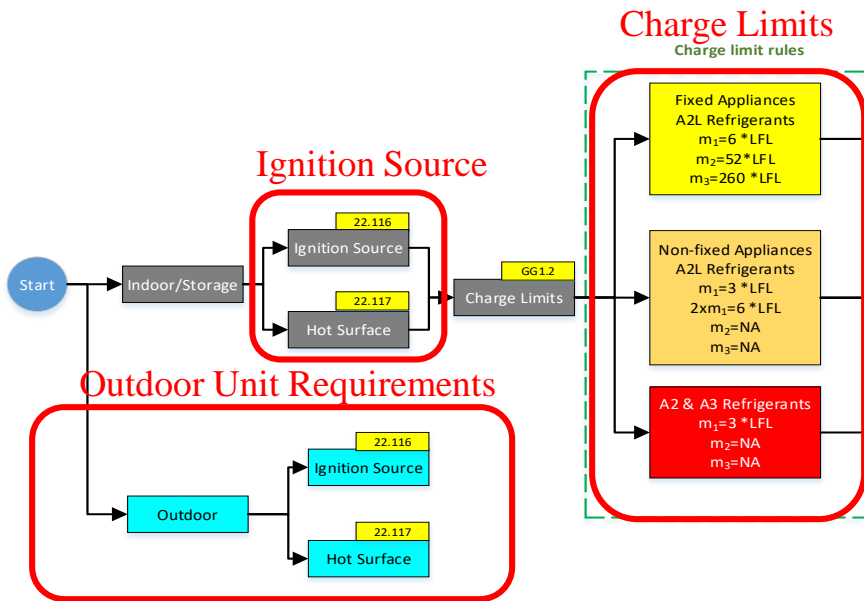 Charge Limits
Charge limit rules
Fixed Appliances
A2L Refrigerants
m₁=6 *LFL
m₂=52*LFL
m₃=260 *LFL
Ignition Source
22.116
Ignition Source
22.117
Hot Surface
Start
Indoor/Storage
GG1.2
Charge Limits
Non-fixed Appliances
A2L Refrigerants
m₁=3 *LFL
2xm₁=6 *LFL
m₂=NA
m₃=NA
A2 & A3 Refrigerants
m₁=3 *LFL
m₂=NA
m₃=NA
Outdoor Unit Requirements
22.116
Ignition Source
Outdoor
22.117
Hot Surface